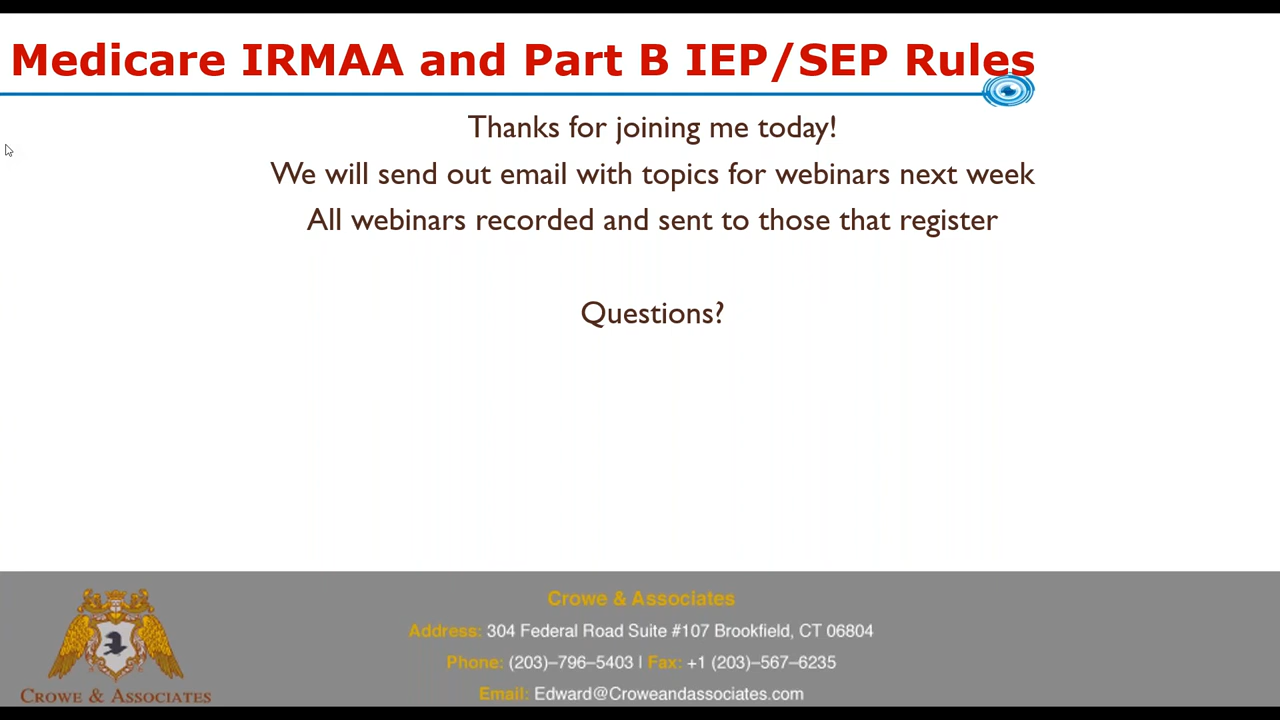 Medicare IRMAA and Part B IEP/SEP Rules
Thanks for joining me today!
We will send out email with topics for webinars next week
All webinars recorded and sent to those that register
Questions?
Crowe & Associates
Address: 304 Federal Road Suite #107 Brookfield, CT 06804
Phone: (203)–796–5403 | Fax: +1 (203)–567–6235
Email: Edward@Croweandassociates.com
Crowe & Associates